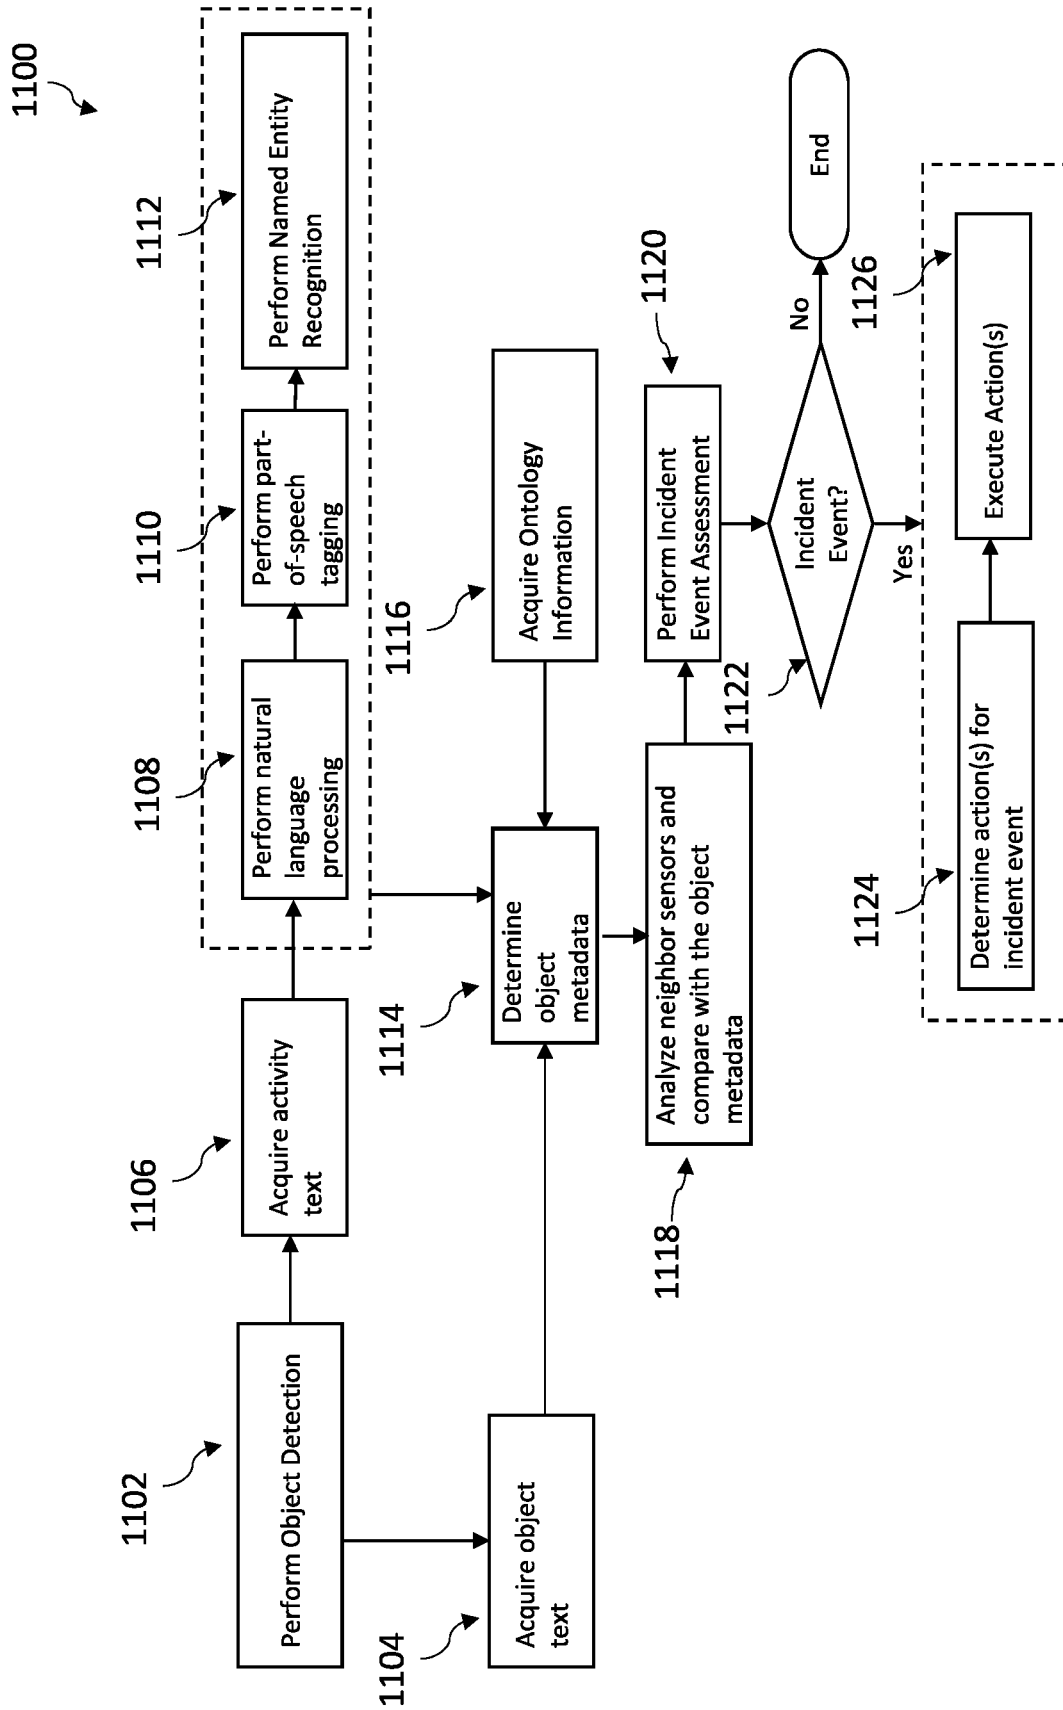 1100
1102
Perform Object Detection
1104
Acquire object
text
1106
Acquire activity
text
1108
Perform natural
language
processing
1110
Perform part-
of-speech
tagging
1112
Perform Named Entity
Recognition
1114
Determine
object
metadata
1116
Acquire Ontology
Information
1118
Analyze neighbor sensors and
compare with the object
metadata
1120
Perform Incident
Event Assessment
1122
Incident
Event?
No
End
Yes
1124
Determine action(s) for
incident event
1126
Execute Action(s)